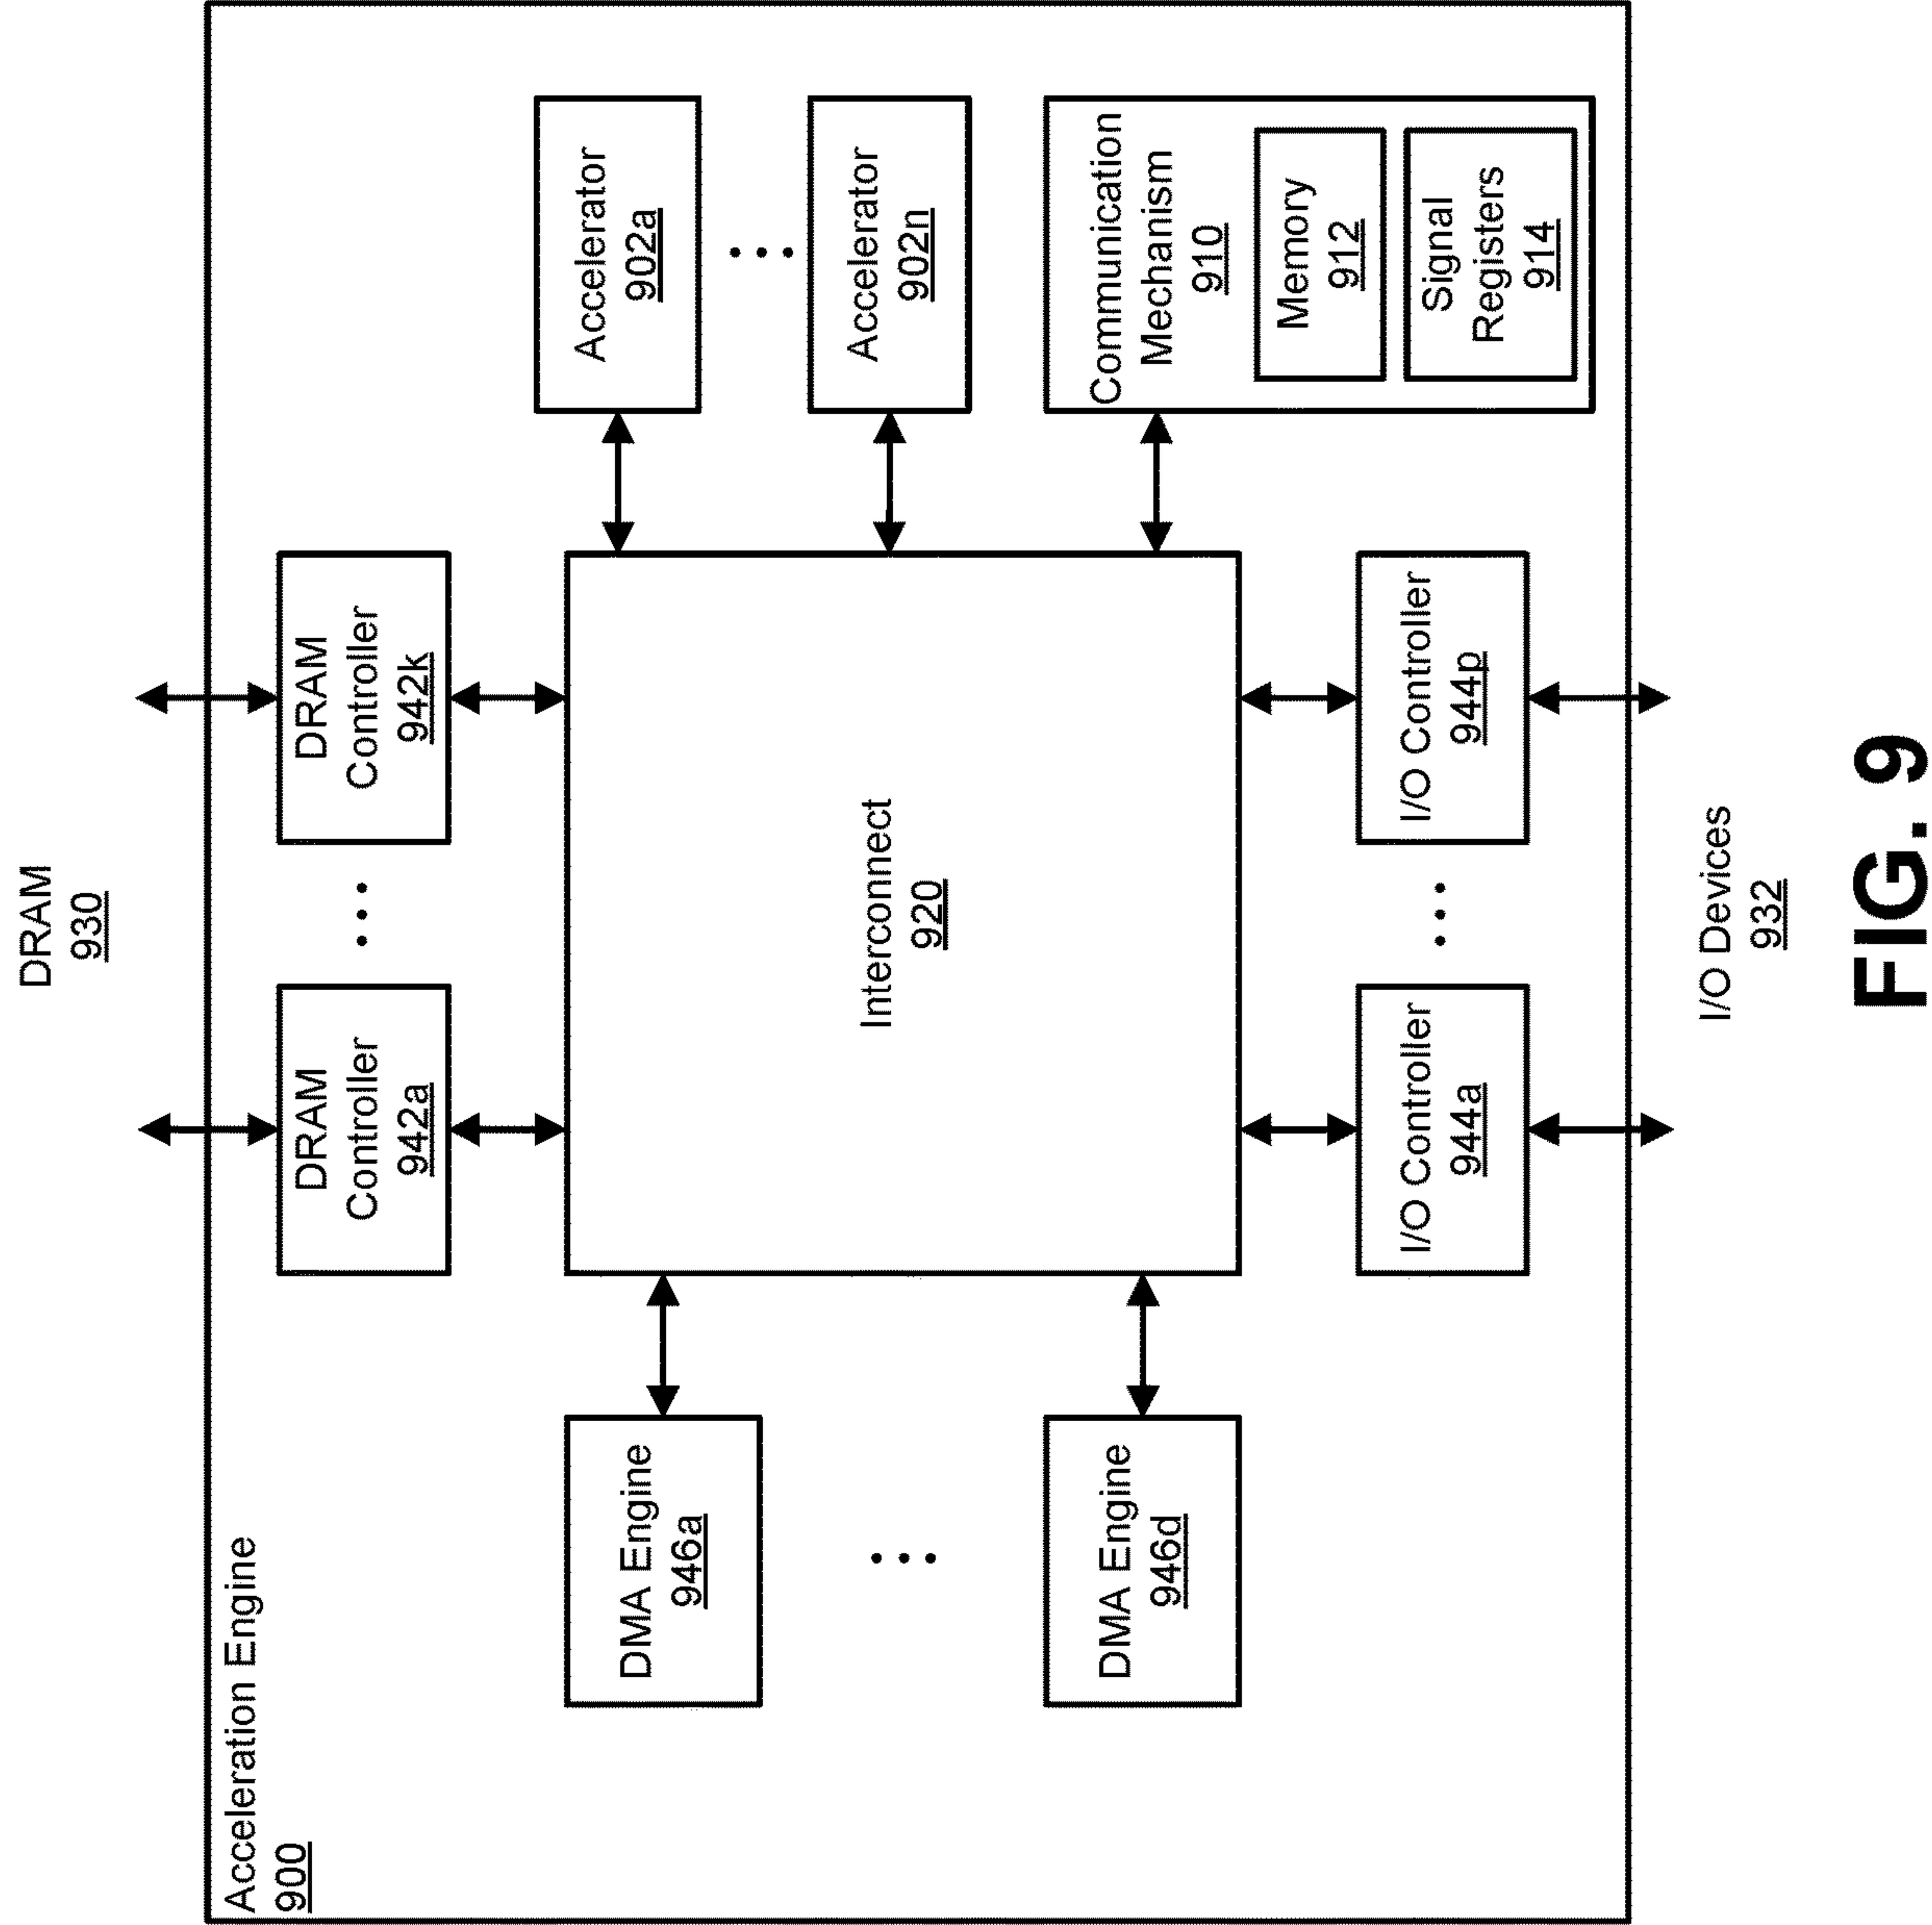 DRAM
930
Acceleration Engine
900
DRAM
Controller
942a
...
DRAM
Controller
942k
DMA Engine
946a
...
DMA Engine
946d
Interconnect
920
Accelerator
902a
...
Accelerator
902n
Communication
Mechanism
910
Memory
912
Signal
Registers
914
I/O Controller
944a
...
I/O Controller
944p
I/O Devices
932
FIG. 9